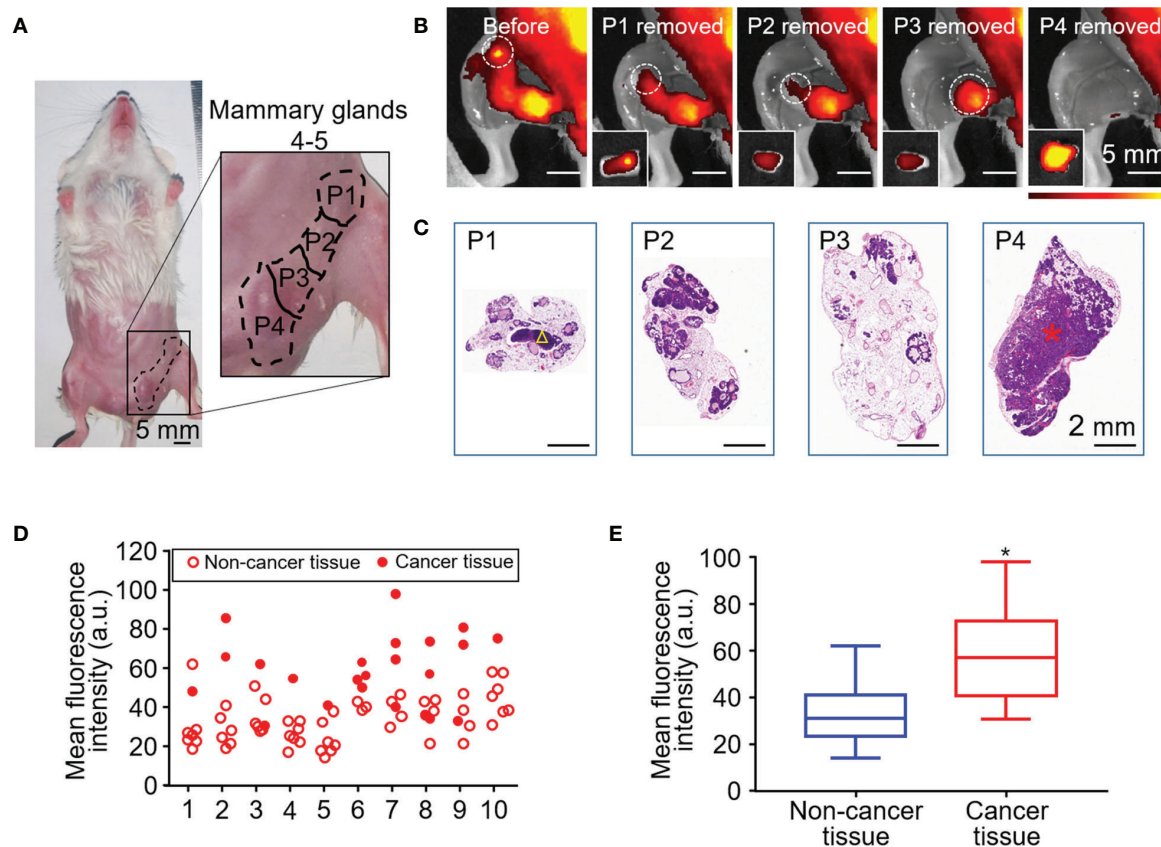 A
Mammary glands
4-5
P1
P2
P3
P4
5 mm
B
Before
P1 removed
P2 removed
P3 removed
P4 removed
5 mm
C
P1
P2
P3
P4
*
2 mm
D
Mean fluorescence
intensity (a.u.)
120
100
80
60
40
20
0
Non-cancer tissue
Cancer tissue
1 2 3 4 5 6 7 8 9 10
E
Mean fluorescence
intensity (a.u.)
100
80
60
40
20
0
*
Non-cancer
tissue
Cancer
tissue